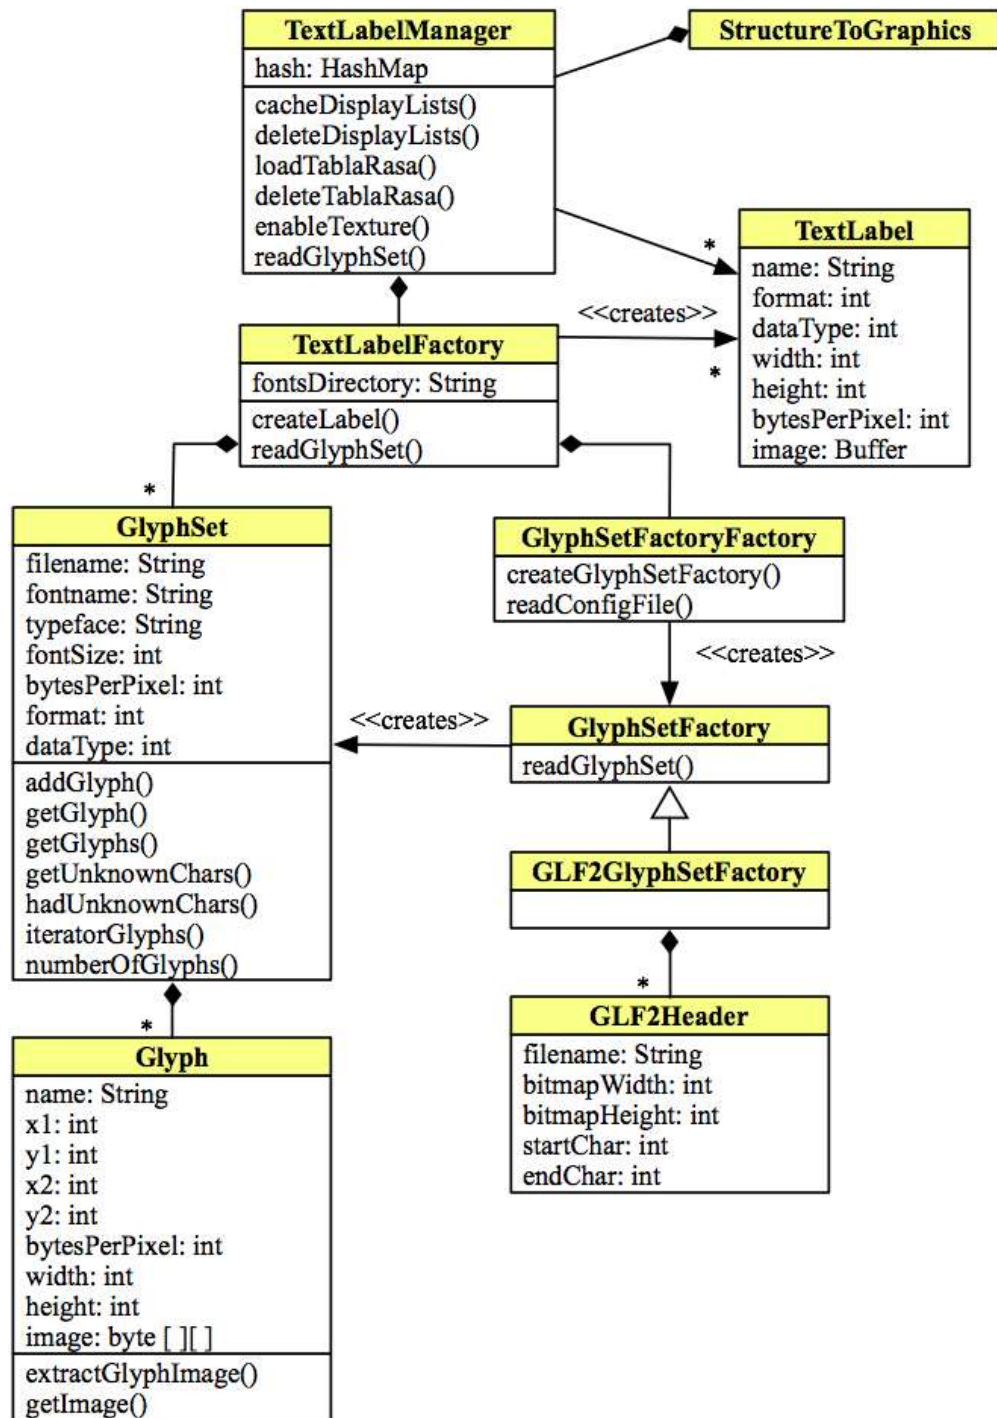 TextLabelManager
hash: HashMap
cacheDisplayLists()
deleteDisplayLists()
loadTablaRasa()
deleteTablaRasa()
enableTexture()
readGlyphSet()
StructureToGraphics
*
TextLabel
name: String
format: int
dataType: int
width: int
height: int
bytesPerPixel: int
image: Buffer
<<creates>>
*
TextLabelFactory
fontsDirectory: String
createLabel()
readGlyphSet()
*
GlyphSet
filename: String
fontname: String
typeface: String
fontSize: int
bytesPerPixel: int
format: int
dataType: int
addGlyph()
getGlyph()
getGlyphs()
getUnknownChars()
hadUnknownChars()
iteratorGlyphs()
numberOfGlyphs()
GlyphSetFactoryFactory
createGlyphSetFactory()
readConfigFile()
<<creates>>
<<creates>>
GlyphSetFactory
readGlyphSet()
GLF2GlyphSetFactory
*
GLF2Header
filename: String
bitmapWidth: int
bitmapHeight: int
startChar: int
endChar: int
*
Glyph
name: String
x1: int
y1: int
x2: int
y2: int
bytesPerPixel: int
width: int
height: int
image: byte [ ][ ]
extractGlyphImage()
getImage()